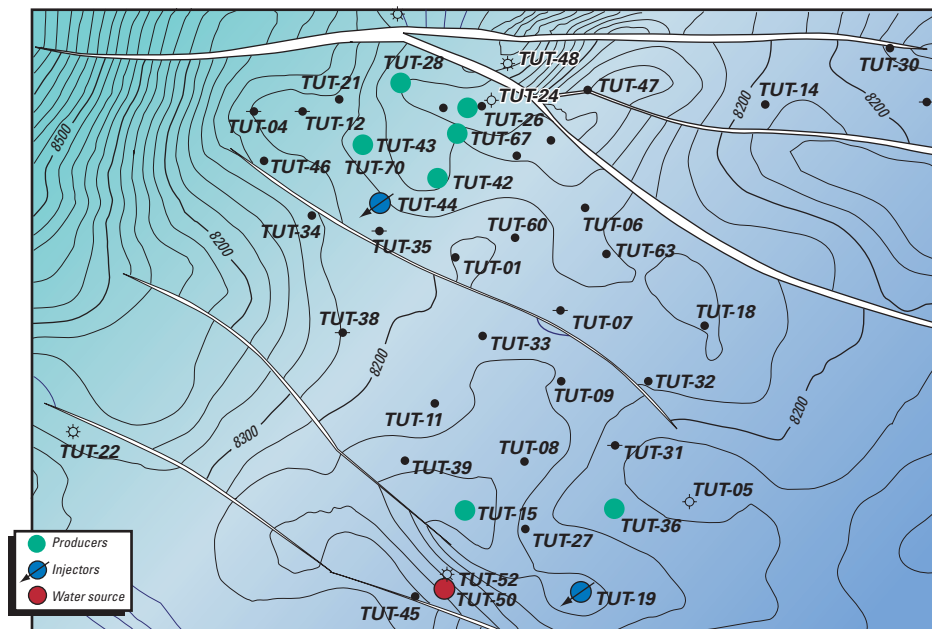 TUT-28
TUT-48
TUT-30
TUT-21
TUT-47
TUT-14
8200
8200
8500
TUT-24
TUT-26
TUT-04
TUT-12
TUT-67
TUT-43
TUT-70
TUT-46
TUT-42
TUT-44
TUT-34
TUT-06
TUT-35
TUT-60
8200
TUT-01
TUT-63
TUT-38
TUT-07
TUT-18
TUT-33
8200
TUT-09
TUT-32
8200
TUT-11
8300
TUT-22
TUT-08
TUT-31
TUT-39
TUT-05
TUT-15
TUT-36
TUT-27
Producers
Injectors
Water source
TUT-52
TUT-50
TUT-19
TUT-45